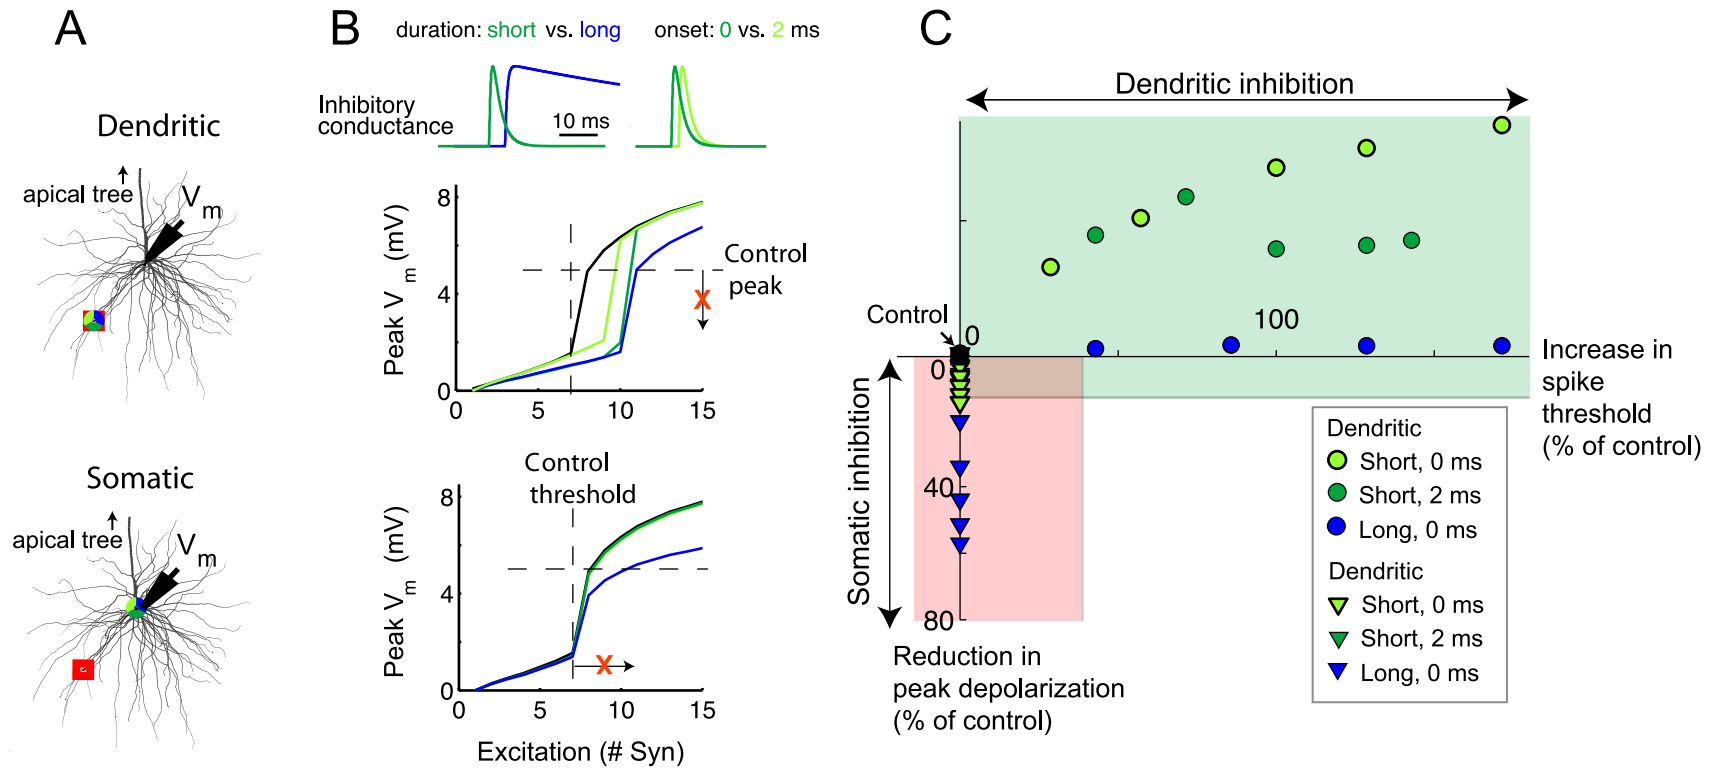 A
Dendritic
apical tree
Vm
Somatic
apical tree
Vm
B
duration: short vs. long
onset: 0 vs. 2 ms
Inhibitory
conductance
10 ms
Peak Vm (mV)
8
4
0
0 5 10 15
Control
peak
X
Control
threshold
Peak Vm (mV)
8
4
0
0 5 10 15
X
Excitation (# Syn)
C
Dendritic inhibition
Control
0
100
0
40
80
Somatic inhibition
Increase in
spike
threshold
(% of control)
Reduction in
peak depolarization
(% of control)
Dendritic
Short, 0 ms
Short, 2 ms
Long, 0 ms
Dendritic
Short, 0 ms
Short, 2 ms
Long, 0 ms